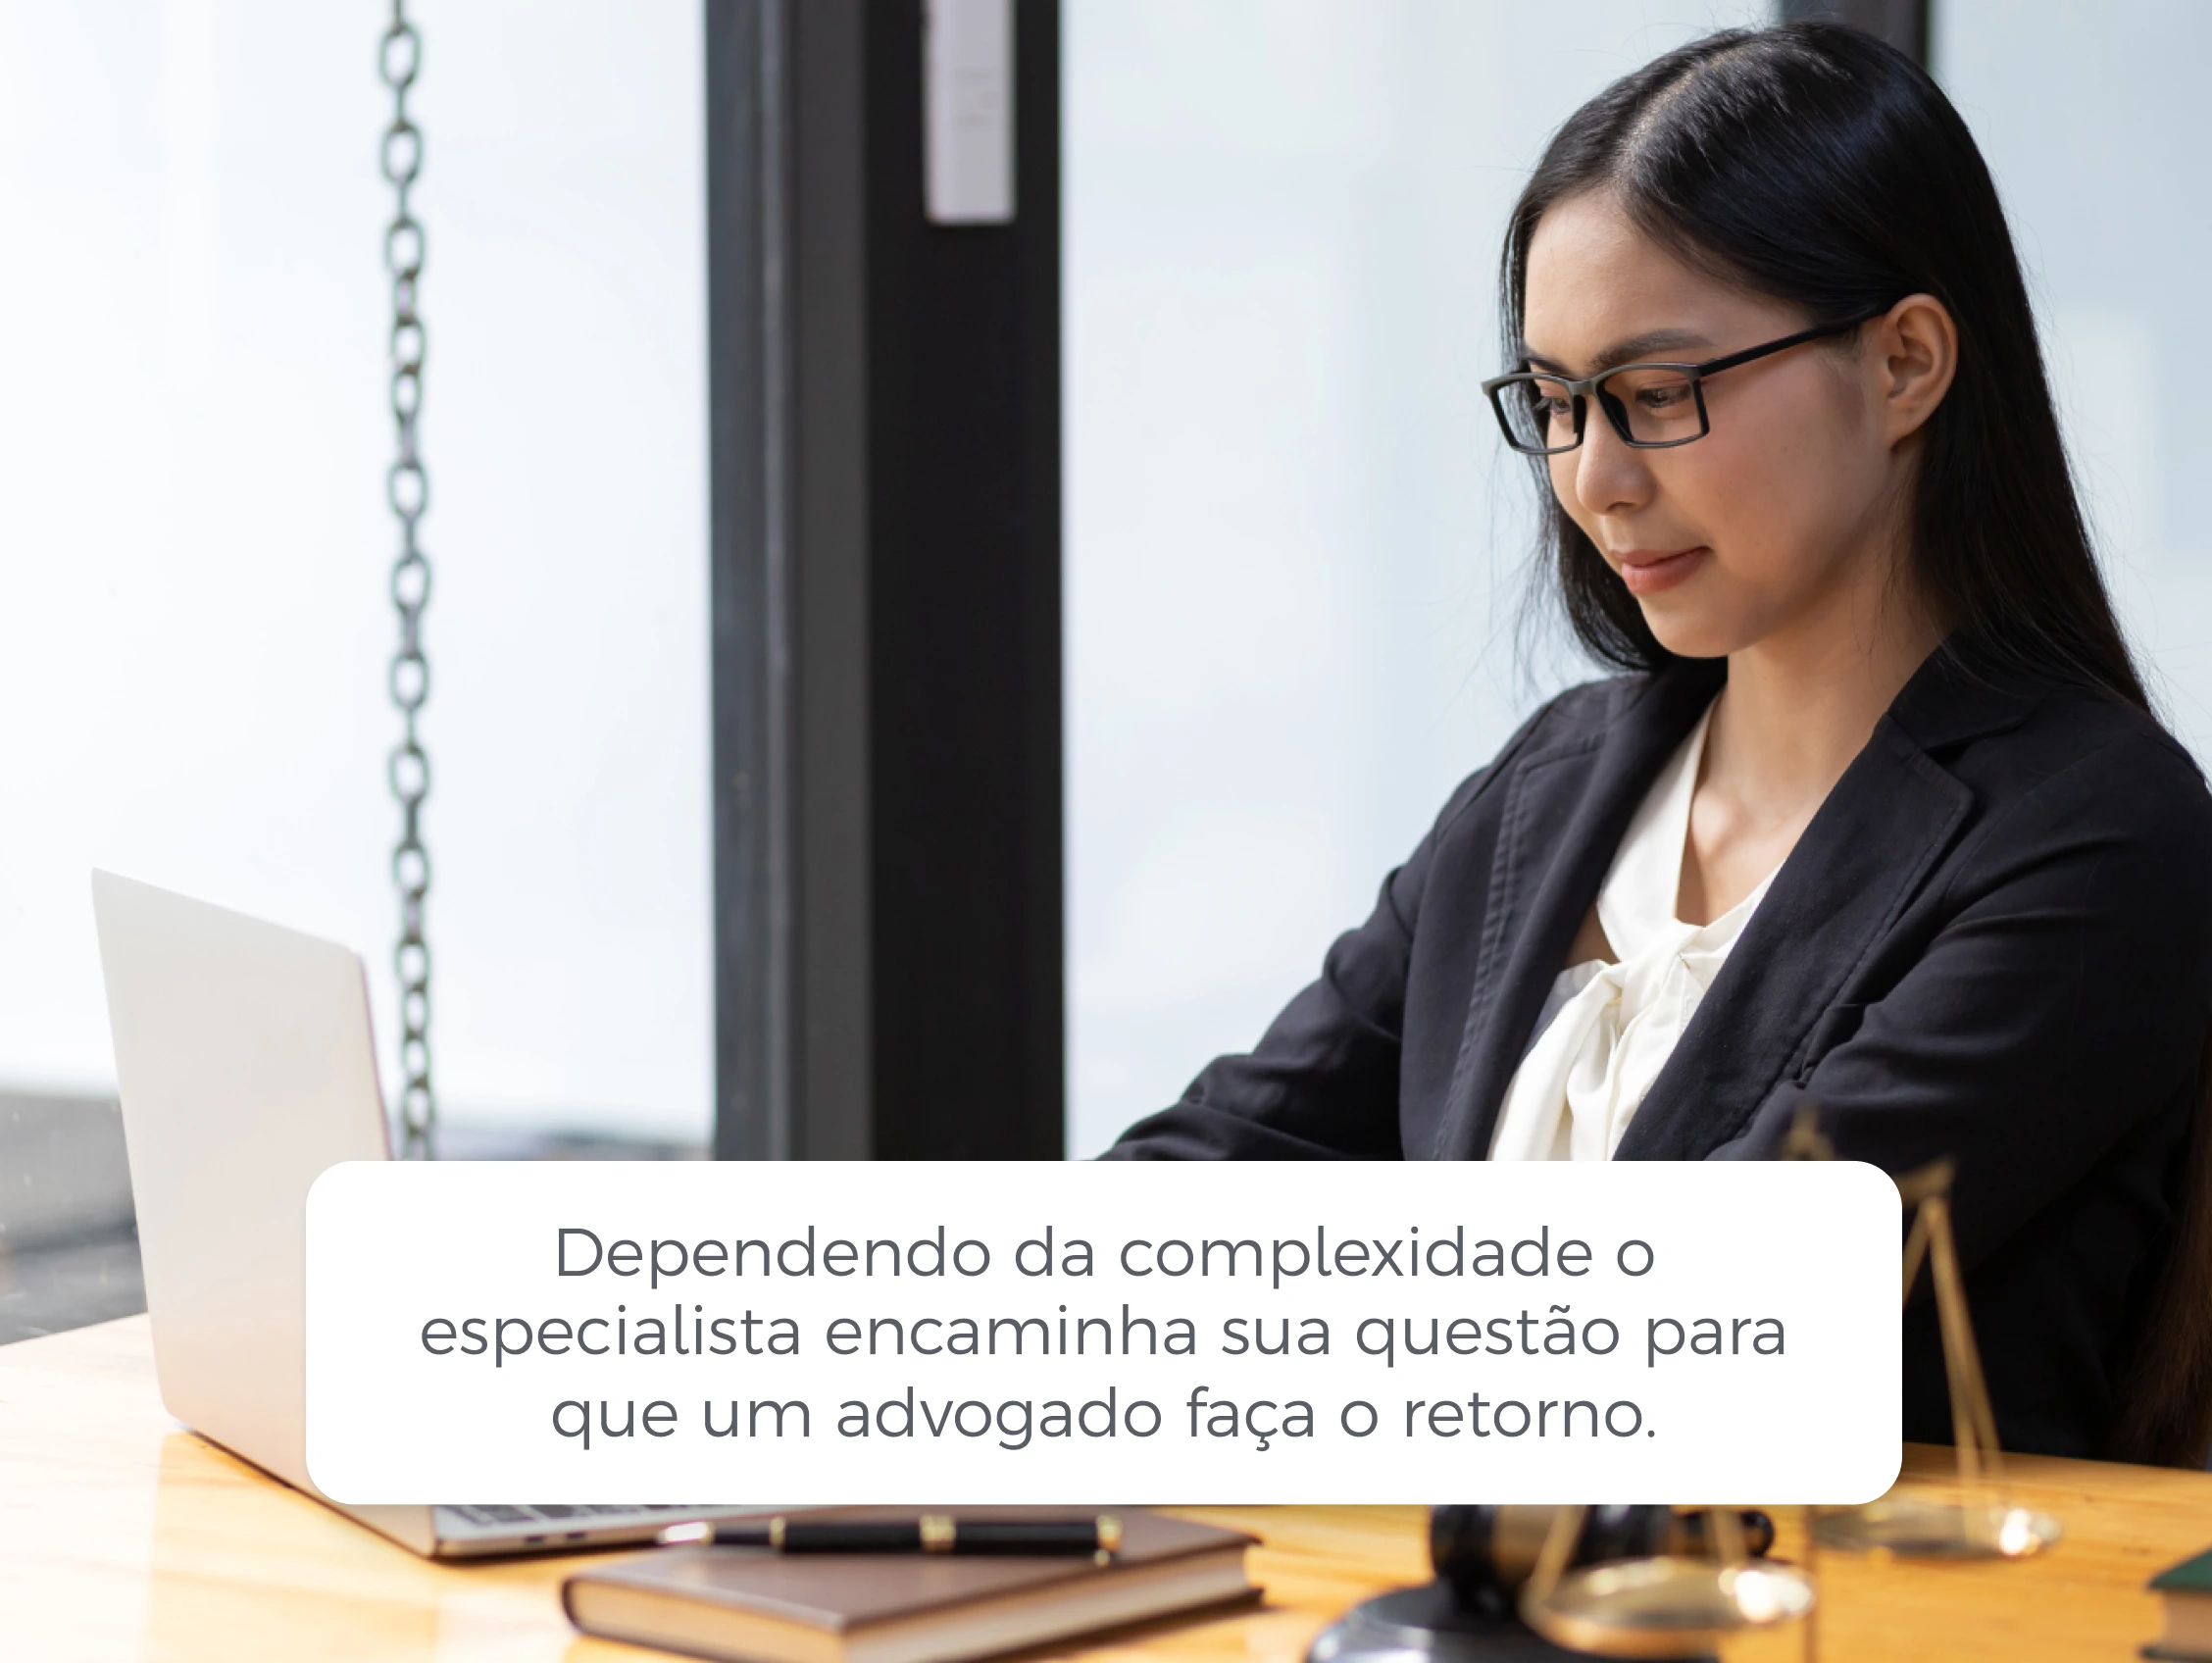 Dependendo da complexidade o
especialista encaminha sua questão para
que um advogado faça o retorno.